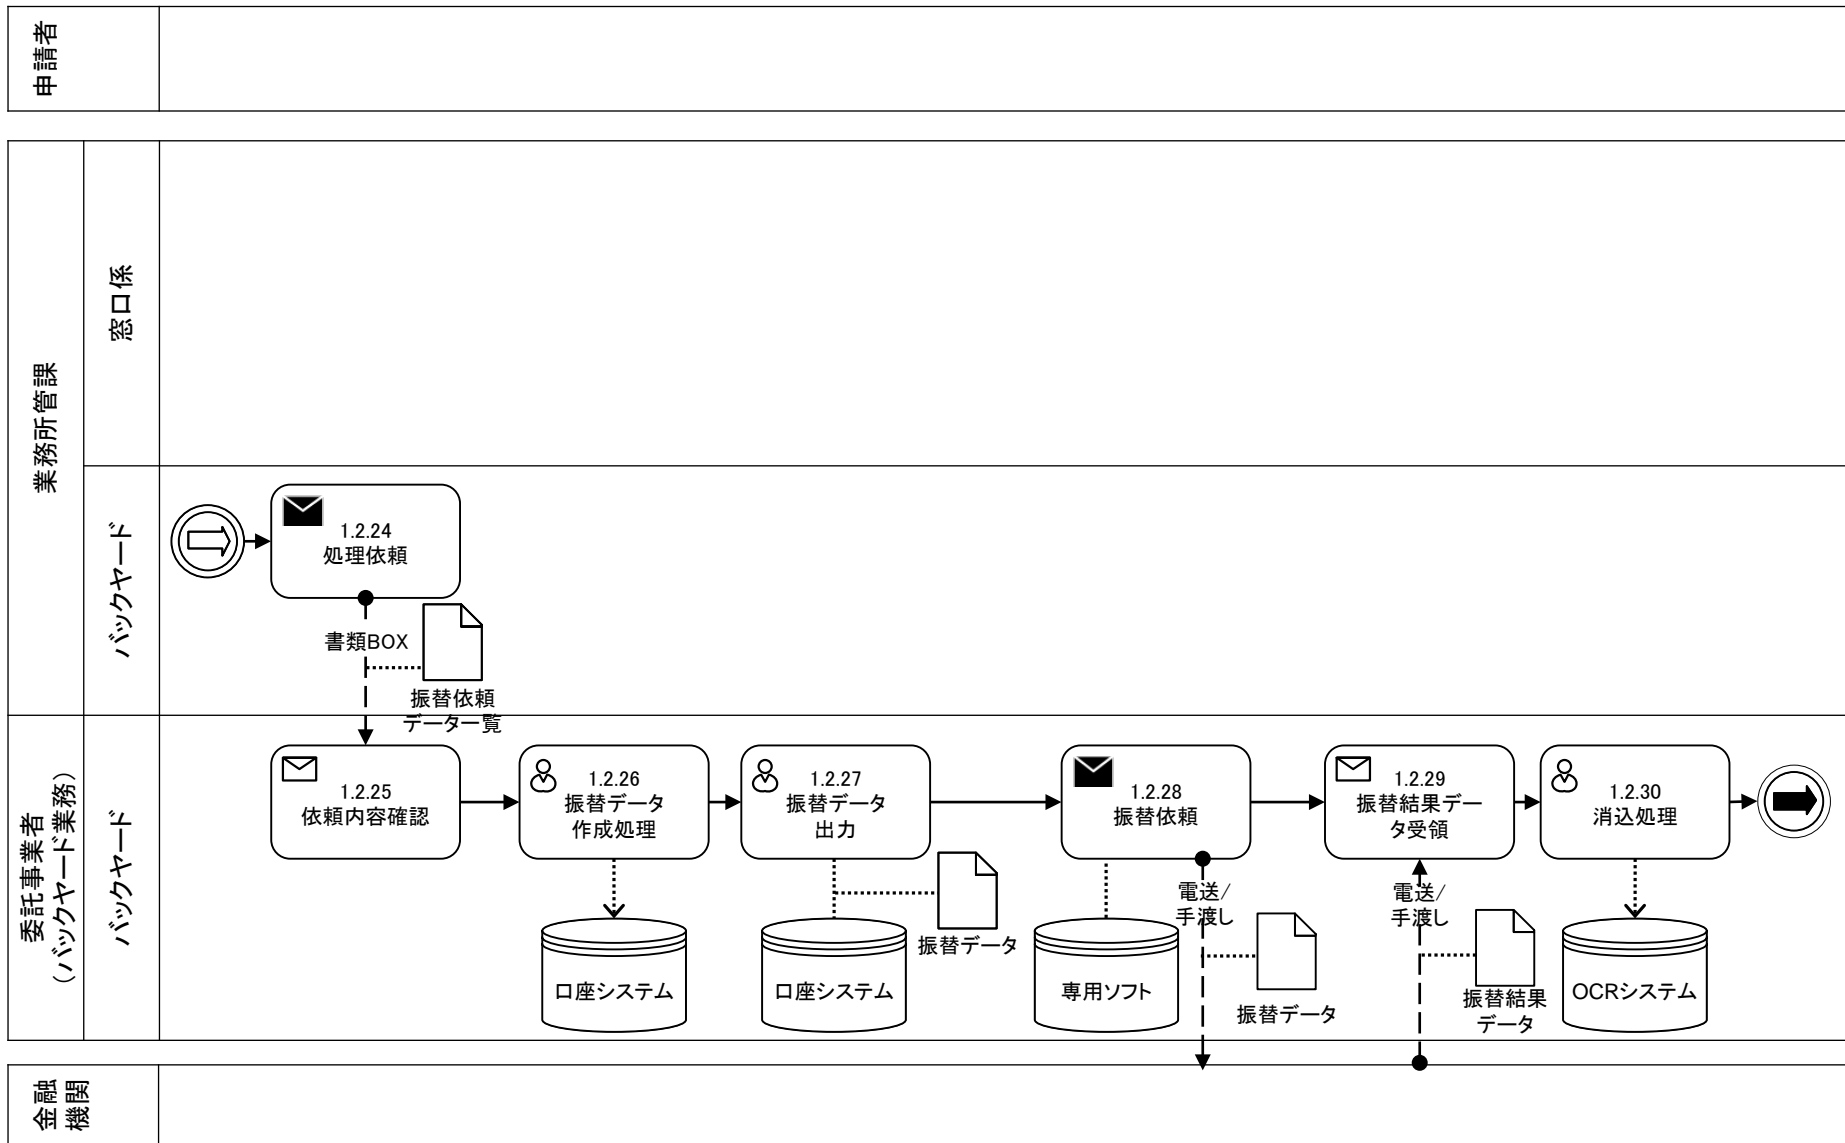 申請者
業務所管課
窓口係
バックヤード
1.2.24
処理依頼
書類BOX
振替依頼
データ一覧
委託事業者
（バックヤード業務）
バックヤード
1.2.25
依頼内容確認
1.2.26
振替データ
作成処理
1.2.27
振替データ
出力
1.2.28
振替依頼
1.2.29
振替結果デー
タ受領
1.2.30
消込処理
口座システム
口座システム
振替データ
専用ソフト
電送/
手渡し
振替データ
電送/
手渡し
振替結果
データ
OCRシステム
金融
機関